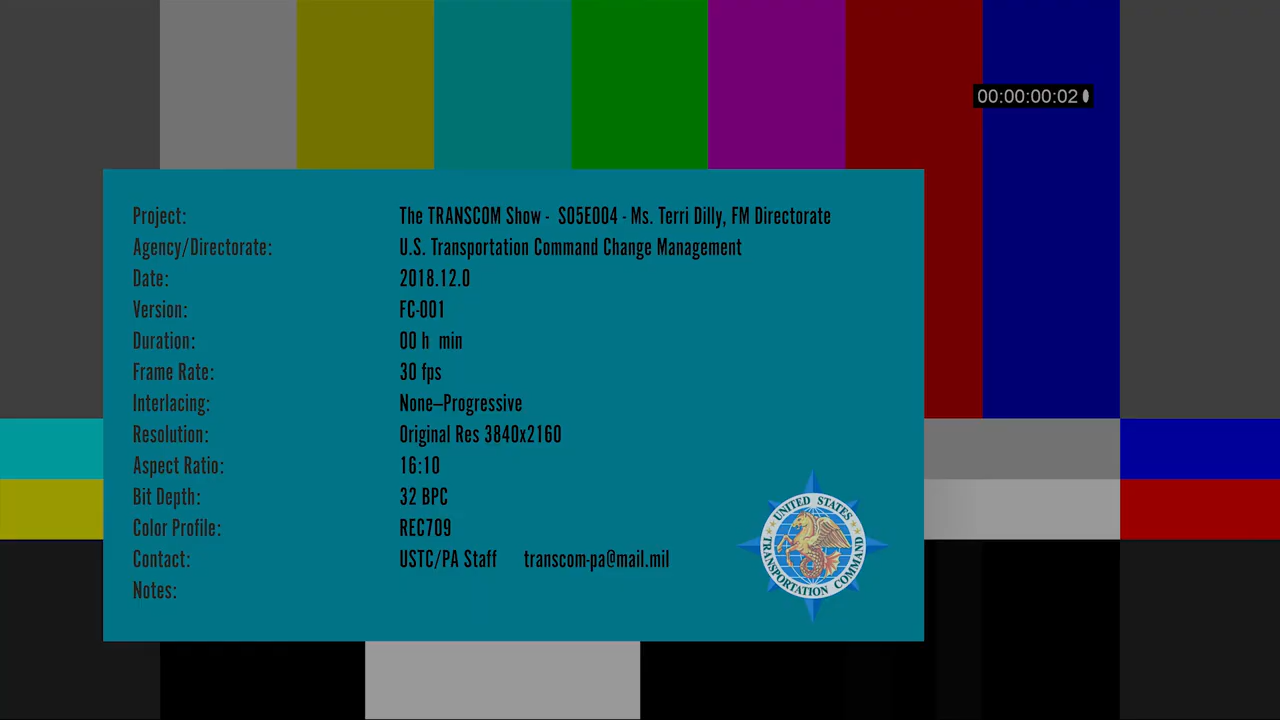 00:00:00:02
Project: The TRANSCOM Show - S05E004 - Ms. Terri Dilly, FM Directorate
Agency/Directorate: U.S. Transportation Command Change Management
Date: 2018.12.0
Version: FC-001
Duration: 00 h min
Frame Rate: 30 fps
Interlacing: None–Progressive
Resolution: Original Res 3840x2160
Aspect Ratio: 16:10
Bit Depth: 32 BPC
Color Profile: REC709
Contact: USTC/PA Staff transcom-pa@mail.mil
Notes:
UNITED STATES
TRANSPORTATION COMMAND